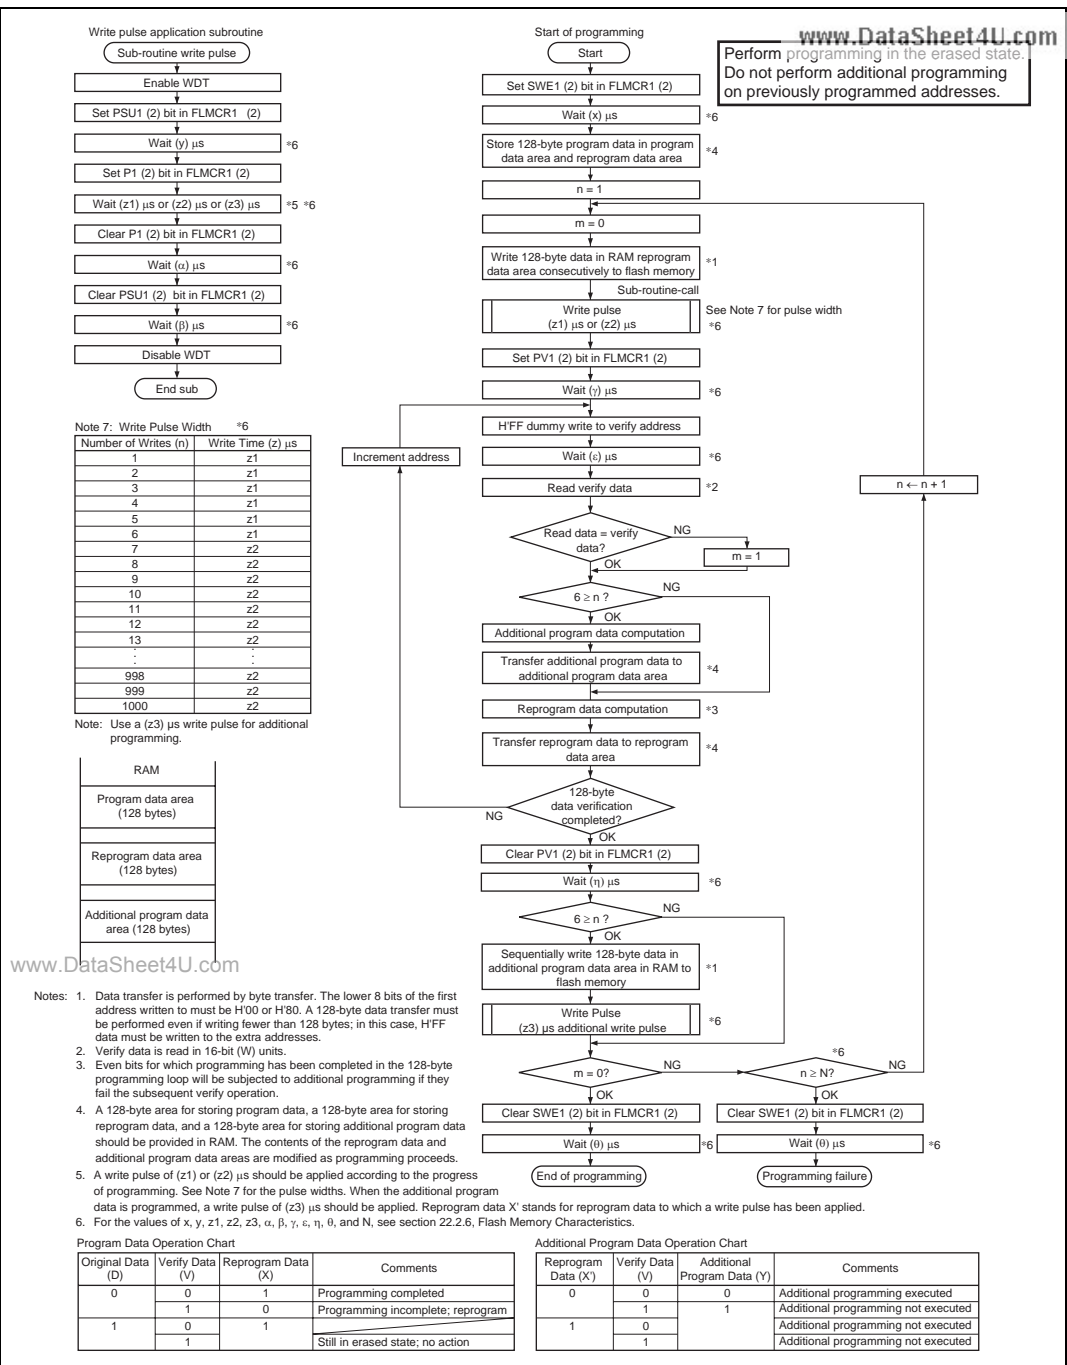 www.DataSheet4U.com
Write pulse application subroutine
Sub-routine write pulse
Enable WDT
Set PSU1 (2) bit in FLMCR1 (2)
Wait (y) µs
*6
Set P1 (2) bit in FLMCR1 (2)
Wait (z1) µs or (z2) µs or (z3) µs
*5 *6
Clear P1 (2) bit in FLMCR1 (2)
Wait (α) µs
*6
Clear PSU1 (2) bit in FLMCR1 (2)
Wait (β) µs
*6
Disable WDT
End sub
Note 7: Write Pulse Width *6
Number of Writes (n) Write Time (z) µs
1 z1
2 z1
3 z1
4 z1
5 z1
6 z1
7 z2
8 z2
9 z2
10 z2
11 z2
12 z2
13 z2
: :
998 z2
999 z2
1000 z2
Note: Use a (z3) µs write pulse for additional
programming.
RAM
Program data area
(128 bytes)
Reprogram data area
(128 bytes)
Additional program data
area (128 bytes)
www.DataSheet4U.com
Start of programming
Start
Perform programming in the erased state.
Do not perform additional programming
on previously programmed addresses.
Set SWE1 (2) bit in FLMCR1 (2)
Wait (x) µs
*6
Store 128-byte program data in program
data area and reprogram data area
*4
n = 1
m = 0
Write 128-byte data in RAM reprogram
data area consecutively to flash memory
*1
Sub-routine-call
Write pulse
(z1) µs or (z2) µs
See Note 7 for pulse width
*6
Set PV1 (2) bit in FLMCR1 (2)
Wait (γ) µs
*6
H'FF dummy write to verify address
Increment address
Wait (ε) µs
*6
Read verify data
*2
n ← n + 1
Read data = verify
data?
NG
m = 1
OK
6 ≥ n ?
NG
OK
Additional program data computation
Transfer additional program data to
additional program data area
*4
Reprogram data computation
*3
Transfer reprogram data to reprogram
data area
*4
128-byte
data verification
completed?
NG
OK
Clear PV1 (2) bit in FLMCR1 (2)
Wait (η) µs
*6
6 ≥ n ?
NG
OK
Sequentially write 128-byte data in
additional program data area in RAM to
flash memory
*1
Write Pulse
(z3) µs additional write pulse
*6
m = 0?
NG
*6
n ≥ N?
NG
OK
OK
Clear SWE1 (2) bit in FLMCR1 (2)
Clear SWE1 (2) bit in FLMCR1 (2)
Wait (θ) µs
*6
Wait (θ) µs
*6
End of programming
Programming failure
Notes: 1. Data transfer is performed by byte transfer. The lower 8 bits of the first
address written to must be H'00 or H'80. A 128-byte data transfer must
be performed even if writing fewer than 128 bytes; in this case, H'FF
data must be written to the extra addresses.
2. Verify data is read in 16-bit (W) units.
3. Even bits for which programming has been completed in the 128-byte
programming loop will be subjected to additional programming if they
fail the subsequent verify operation.
4. A 128-byte area for storing program data, a 128-byte area for storing
reprogram data, and a 128-byte area for storing additional program data
should be provided in RAM. The contents of the reprogram data and
additional program data areas are modified as programming proceeds.
5. A write pulse of (z1) or (z2) µs should be applied according to the progress
of programming. See Note 7 for the pulse widths. When the additional program
data is programmed, a write pulse of (z3) µs should be applied. Reprogram data X' stands for reprogram data to which a write pulse has been applied.
6. For the values of x, y, z1, z2, z3, α, β, γ, ε, η, θ, and N, see section 22.2.6, Flash Memory Characteristics.
Program Data Operation Chart
Original Data (D) Verify Data (V) Reprogram Data (X) Comments
0 0 1 Programming completed
1 0 Programming incomplete; reprogram
1 0 1
1 Still in erased state; no action
Additional Program Data Operation Chart
Reprogram Data (X') Verify Data (V) Additional Program Data (Y) Comments
0 0 0 Additional programming executed
1 1 Additional programming not executed
1 0 Additional programming not executed
1 Additional programming not executed